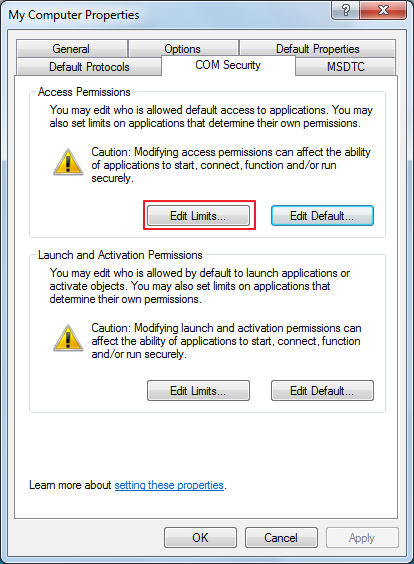 My Computer Properties
General Options Default Properties
Default Protocols COM Security MSDTC
Access Permissions
You may edit who is allowed default access to applications. You may
also set limits on applications that determine their own permissions.
Caution: Modifying access permissions can affect the ability
of applications to start, connect, function and/or run
securely.
Edit Limits... Edit Default...
Launch and Activation Permissions
You may edit who is allowed by default to launch applications or
activate objects. You may also set limits on applications that
determine their own permissions.
Caution: Modifying launch and activation permissions can
affect the ability of applications to start, connect, function
and/or run securely.
Edit Limits... Edit Default...
Learn more about setting these properties.
OK Cancel Apply